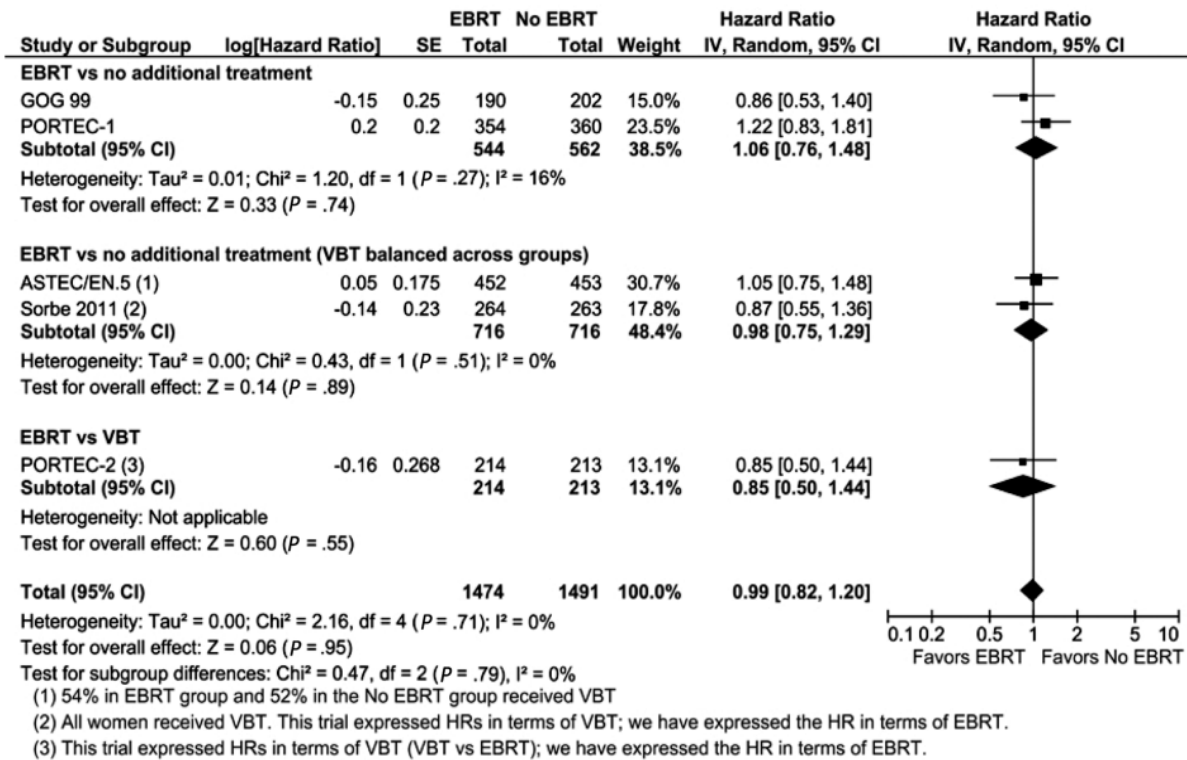 EBRT No EBRT Hazard Ratio Hazard Ratio
Study or Subgroup log[Hazard Ratio] SE Total Total Weight IV, Random, 95% CI IV, Random, 95% CI
EBRT vs no additional treatment
GOG 99 -0.15 0.25 190 202 15.0% 0.86 [0.53, 1.40]
PORTEC-1 0.2 0.2 354 360 23.5% 1.22 [0.83, 1.81]
Subtotal (95% CI) 544 562 38.5% 1.06 [0.76, 1.48]
Heterogeneity: Tau² = 0.01; Chi² = 1.20, df = 1 (P = .27); I² = 16%
Test for overall effect: Z = 0.33 (P = .74)
EBRT vs no additional treatment (VBT balanced across groups)
ASTEC/EN.5 (1) 0.05 0.175 452 453 30.7% 1.05 [0.75, 1.48]
Sorbe 2011 (2) -0.14 0.23 264 263 17.8% 0.87 [0.55, 1.36]
Subtotal (95% CI) 716 716 48.4% 0.98 [0.75, 1.29]
Heterogeneity: Tau² = 0.00; Chi² = 0.43, df = 1 (P = .51); I² = 0%
Test for overall effect: Z = 0.14 (P = .89)
EBRT vs VBT
PORTEC-2 (3) -0.16 0.268 214 213 13.1% 0.85 [0.50, 1.44]
Subtotal (95% CI) 214 213 13.1% 0.85 [0.50, 1.44]
Heterogeneity: Not applicable
Test for overall effect: Z = 0.60 (P = .55)
Total (95% CI) 1474 1491 100.0% 0.99 [0.82, 1.20]
Heterogeneity: Tau² = 0.00; Chi² = 2.16, df = 4 (P = .71); I² = 0%
Test for overall effect: Z = 0.06 (P = .95)
Test for subgroup differences: Chi² = 0.47, df = 2 (P = .79), I² = 0%
0.1 0.2 0.5 1 2 5 10
Favors EBRT Favors No EBRT
(1) 54% in EBRT group and 52% in the No EBRT group received VBT
(2) All women received VBT. This trial expressed HRs in terms of VBT; we have expressed the HR in terms of EBRT.
(3) This trial expressed HRs in terms of VBT (VBT vs EBRT); we have expressed the HR in terms of EBRT.